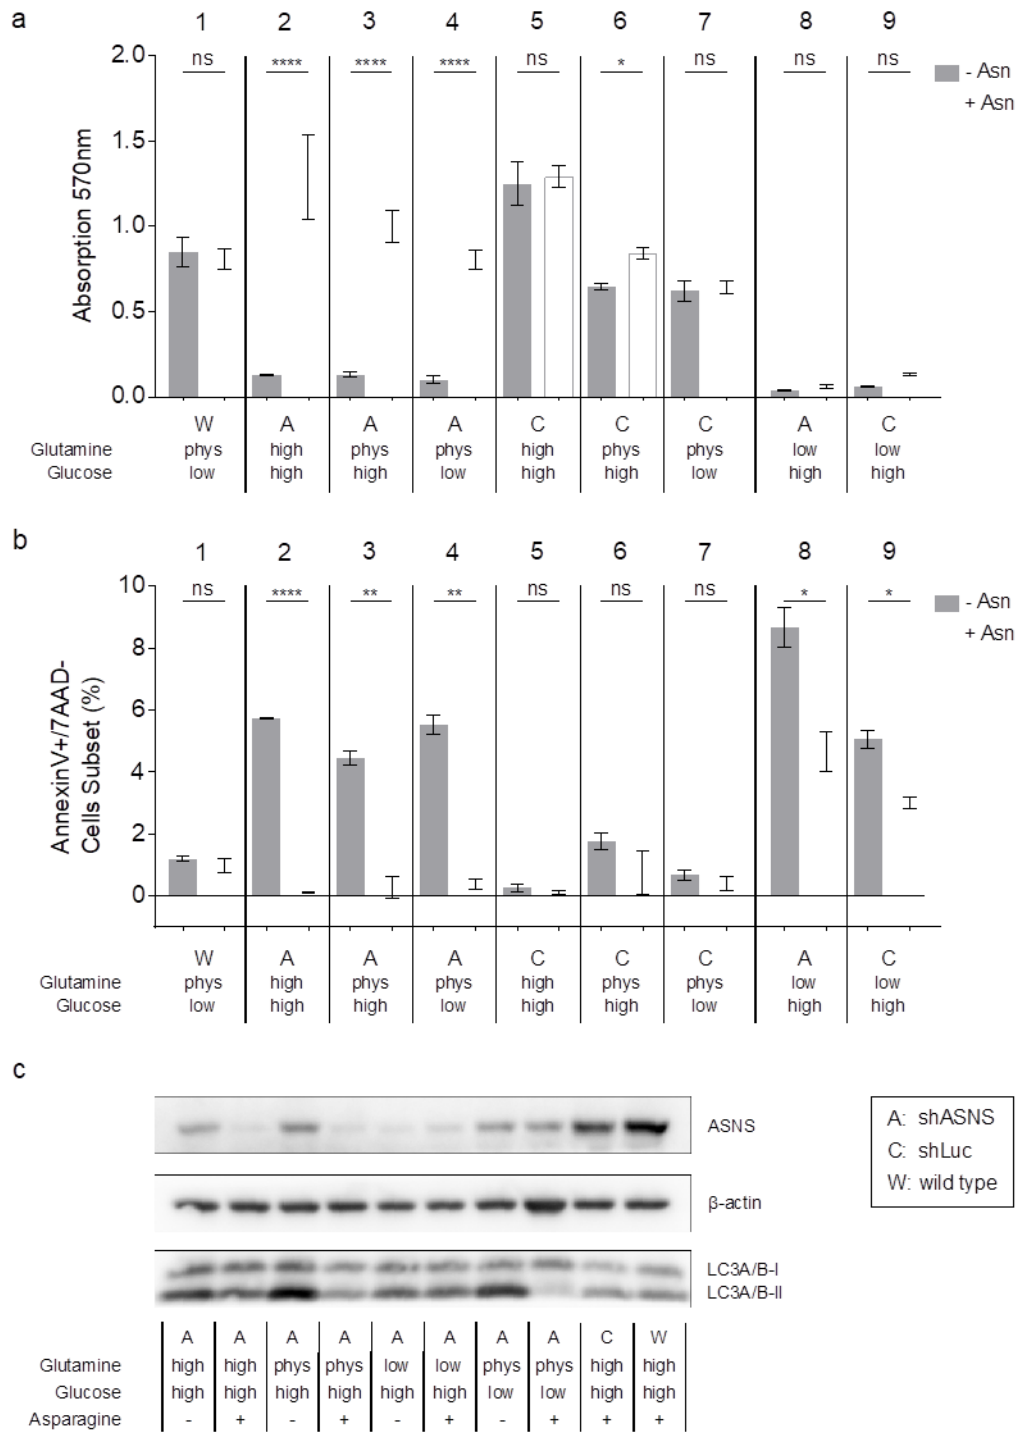 a
1 2 3 4 5 6 7 8 9
ns **** **** **** ns * ns ns ns
2.0
1.5
1.0
0.5
0.0
Absorption 570nm
- Asn
+ Asn
W A A A C C C A C
Glutamine phys high phys phys high phys phys low low
Glucose low high high low high high low high high
b
1 2 3 4 5 6 7 8 9
ns **** ** ** ns ns ns * *
10
8
6
4
2
0
AnnexinV+/7AAD-
Cells Subset (%)
- Asn
+ Asn
W A A A C C C A C
Glutamine phys high phys phys high phys phys low low
Glucose low high high low high high low high high
c
ASNS
β-actin
LC3A/B-I
LC3A/B-II
A: shASNS
C: shLuc
W: wild type
A A A A A A A A C W
Glutamine high high phys phys low low phys phys high high
Glucose high high high high high high low low high high
Asparagine - + - + - + - + + +